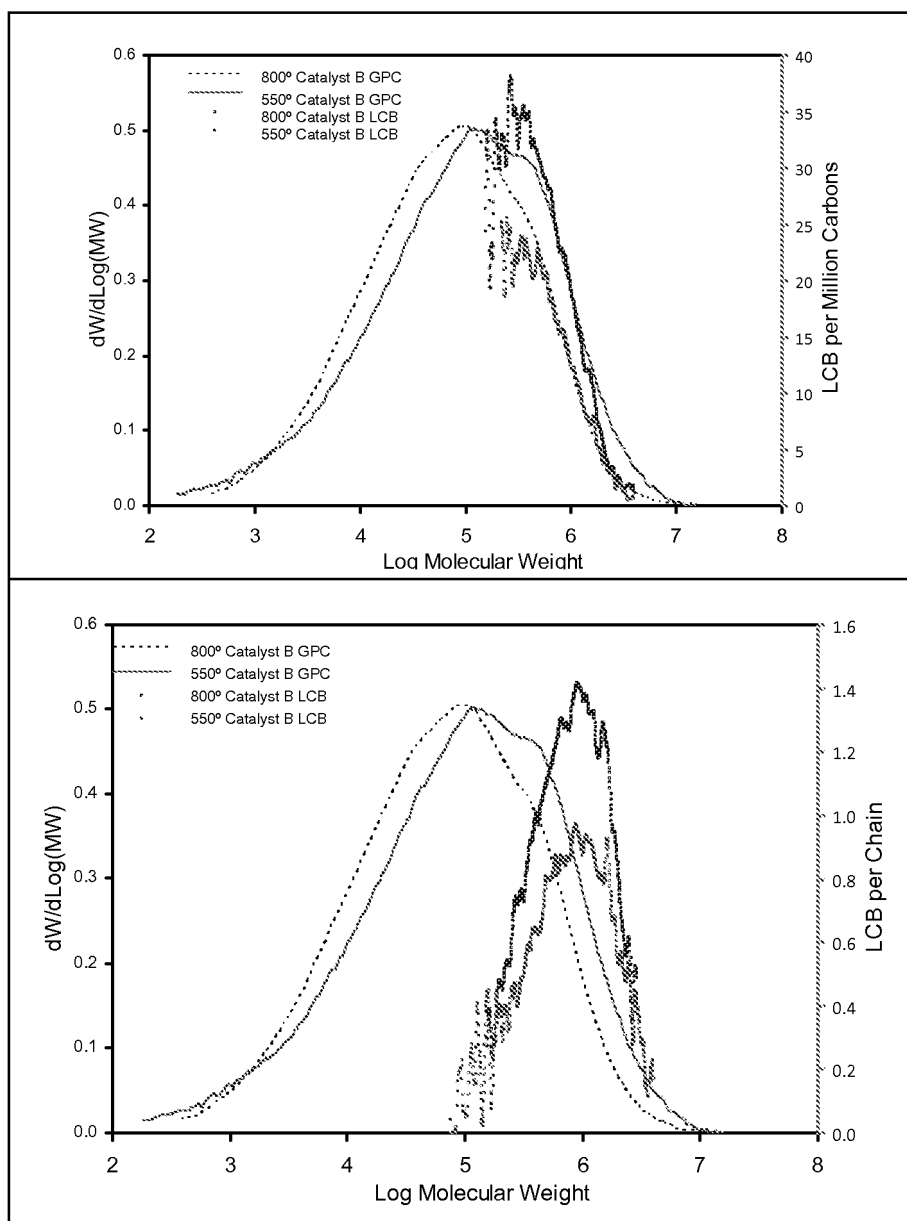 800º Catalyst B GPC
550º Catalyst B GPC
800º Catalyst B LCB
550º Catalyst B LCB
0.6
0.5
0.4
0.3
0.2
0.1
0.0
dW/dLog(MW)
40
35
30
25
20
15
10
5
0
LCB per Million Carbons
2 3 4 5 6 7 8
Log Molecular Weight
800º Catalyst B GPC
550º Catalyst B GPC
800º Catalyst B LCB
550º Catalyst B LCB
0.6
0.5
0.4
0.3
0.2
0.1
0.0
dW/dLog(MW)
1.6
1.4
1.2
1.0
0.8
0.6
0.4
0.2
0.0
LCB per Chain
2 3 4 5 6 7 8
Log Molecular Weight